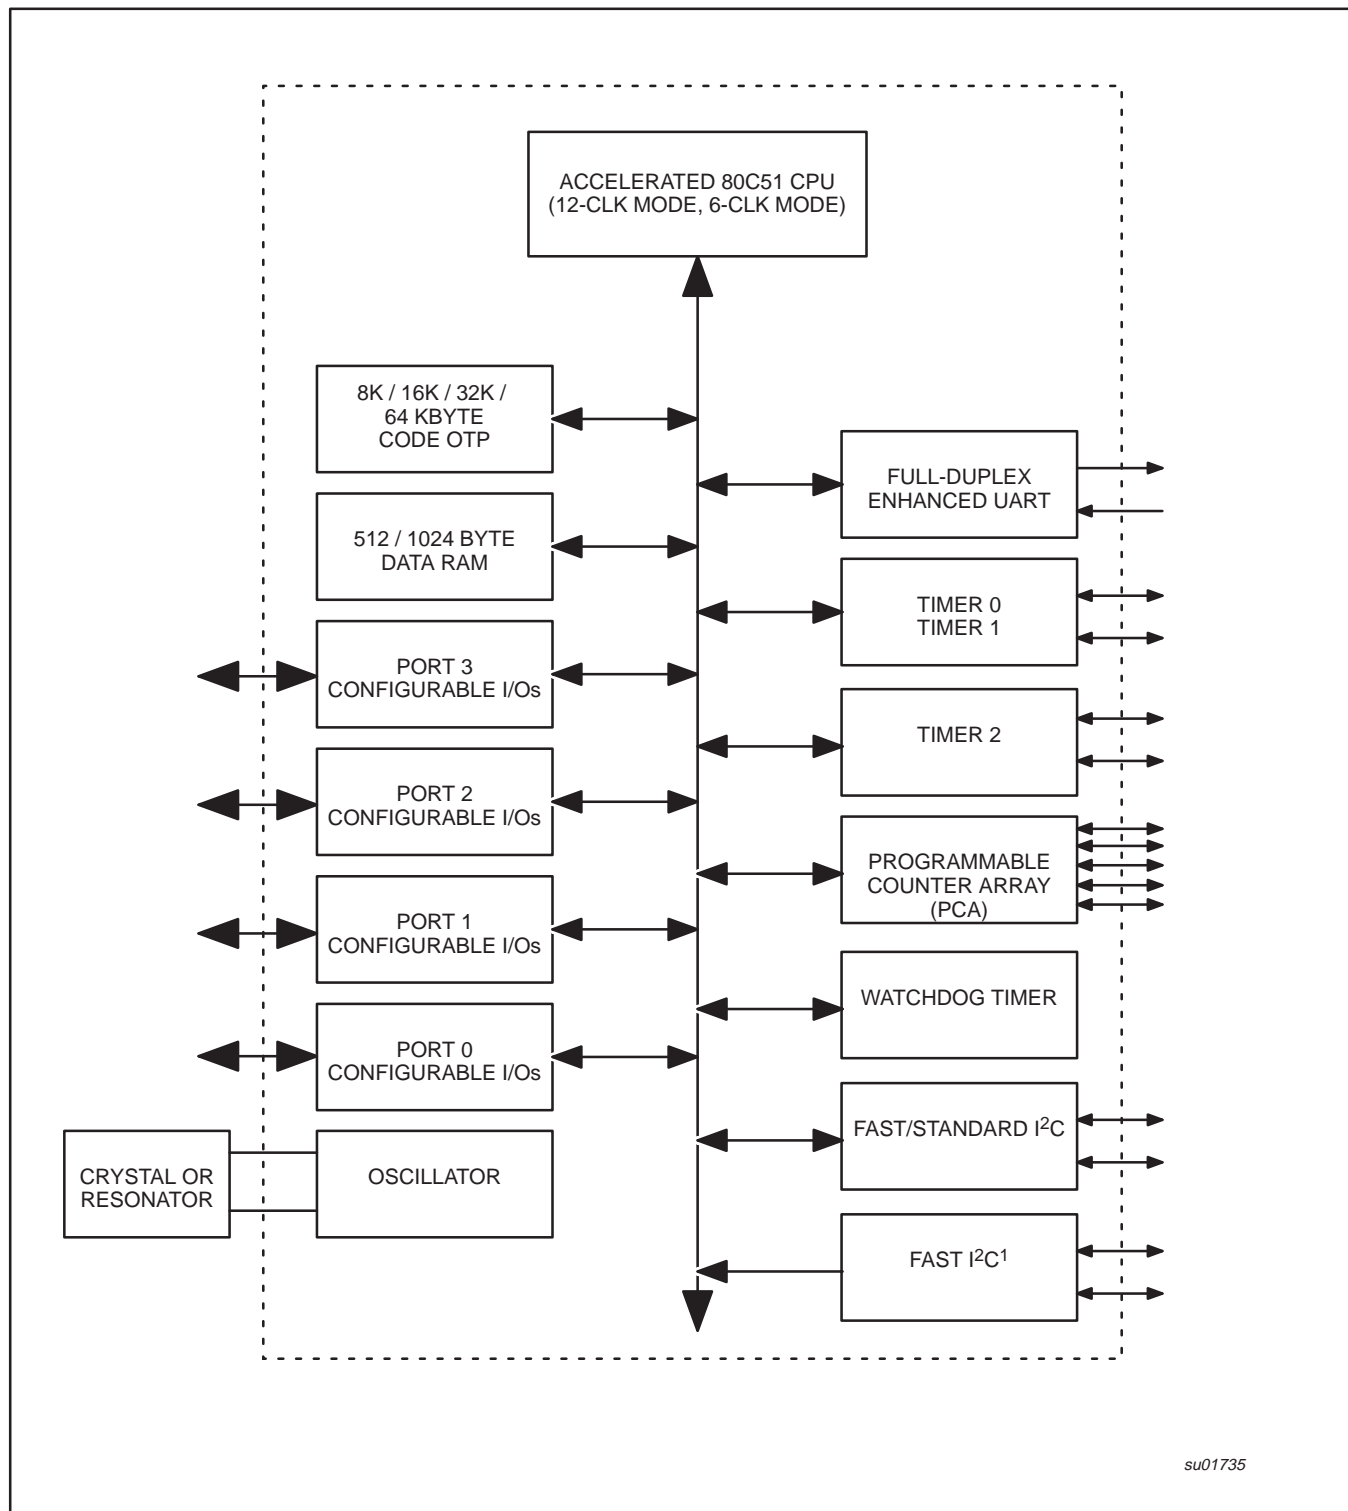 ACCELERATED 80C51 CPU
(12-CLK MODE, 6-CLK MODE)
8K / 16K / 32K /
64 KBYTE
CODE OTP
512 / 1024 BYTE
DATA RAM
PORT 3
CONFIGURABLE I/Os
PORT 2
CONFIGURABLE I/Os
PORT 1
CONFIGURABLE I/Os
PORT 0
CONFIGURABLE I/Os
CRYSTAL OR
RESONATOR
OSCILLATOR
FULL-DUPLEX
ENHANCED UART
TIMER 0
TIMER 1
TIMER 2
PROGRAMMABLE
COUNTER ARRAY
(PCA)
WATCHDOG TIMER
FAST/STANDARD I²C
FAST I²C¹
su01735